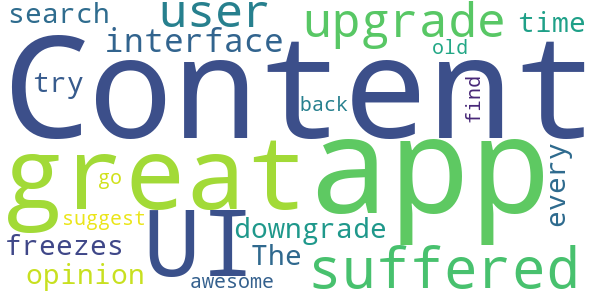 search
user
upgrade
time
interface
old
Content
try
back
find
great
app
go
every
suggest
UI
downgrade
freezes
The
suffered
opinion
awesome